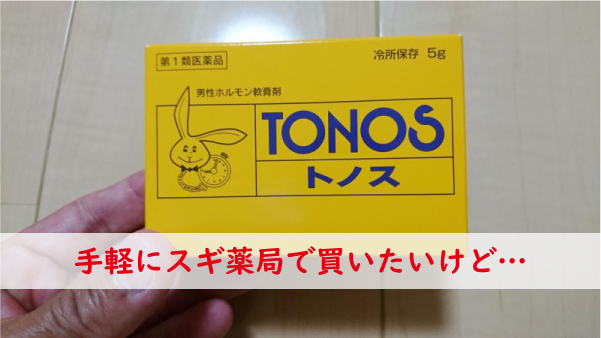 第1類医薬品
冷所保存 5g
男性ホルモン軟膏剤
TONOS
トノス
手軽にスギ薬局で買いたいけど…